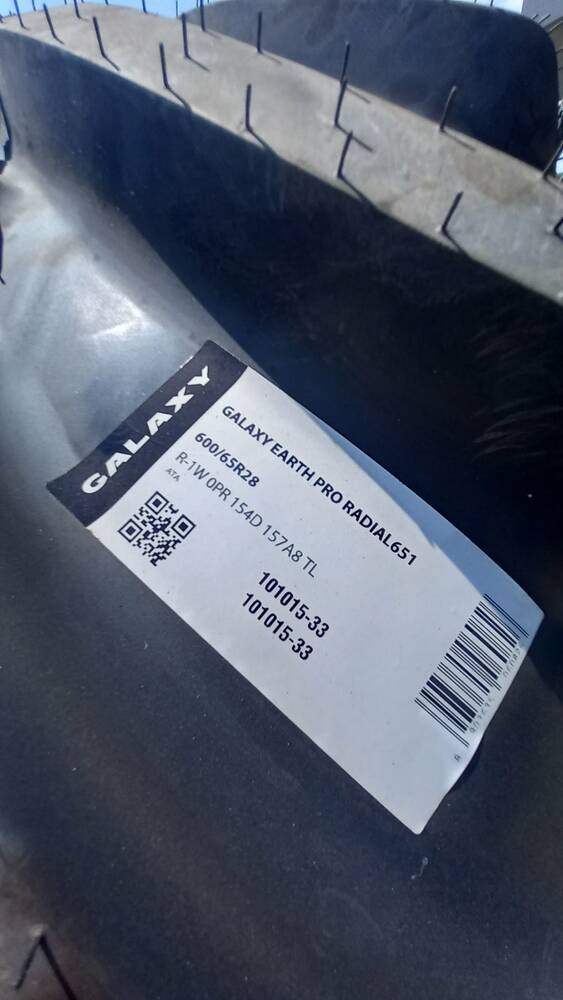 GALAXY
GALAXY EARTH PRO RADIAL651
600/65R28
R-1W 0PR 154D 157A8 TL
ATA
101015-33
101015-33